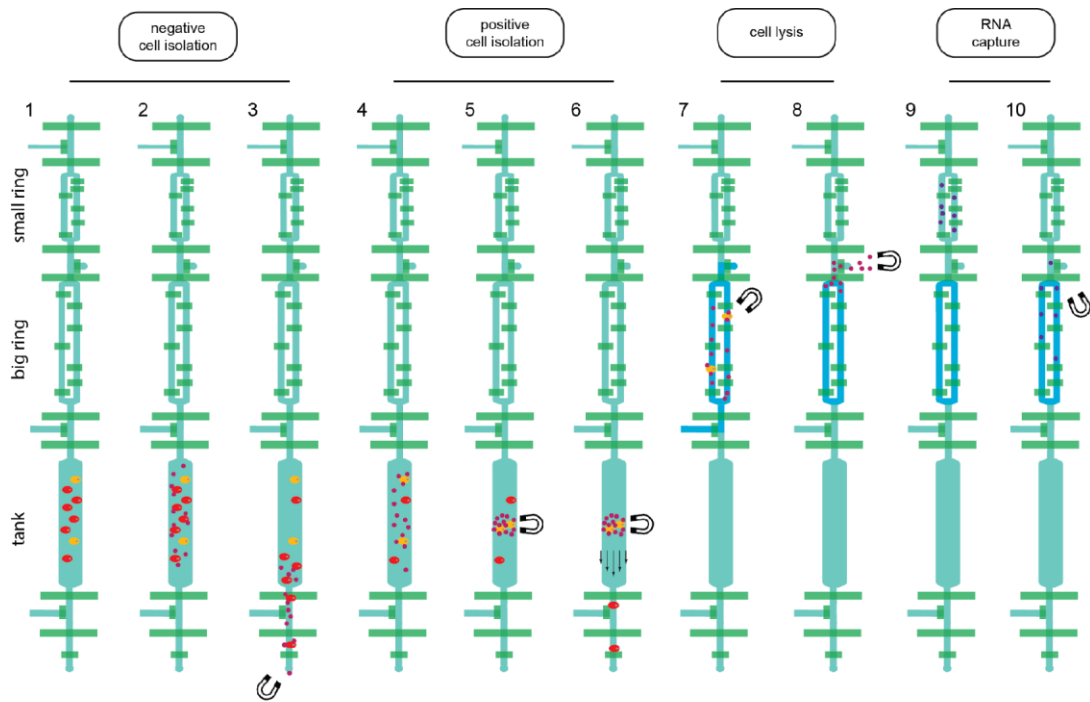 negative
cell isolation
positive
cell isolation
cell lysis
RNA
capture
1 2 3 4 5 6 7 8 9 10
small ring
big ring
tank